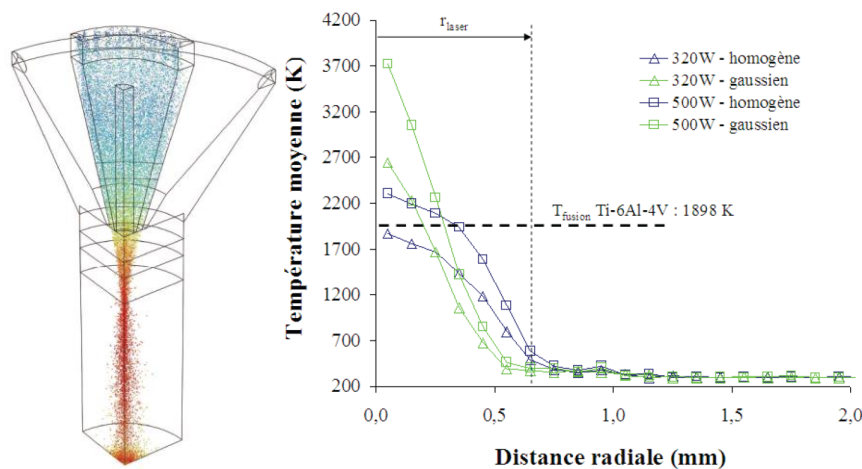 4200
3700
3200
2700
2200
1700
1200
700
200
Température moyenne (K)
r laser
320W - homogène
320W - gaussien
500W - homogène
500W - gaussien
T fusion Ti-6Al-4V : 1898 K
0,0 0,5 1,0 1,5 2,0
Distance radiale (mm)